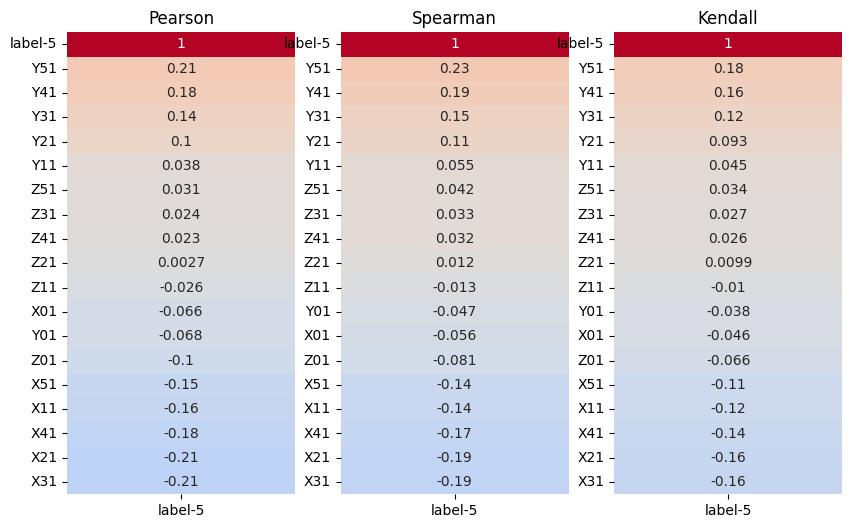 Pearson Spearman Kendall
label-5 1 label-5 1 label-5 1
Y51 0.21 Y51 0.23 Y51 0.18
Y41 0.18 Y41 0.19 Y41 0.16
Y31 0.14 Y31 0.15 Y31 0.12
Y21 0.1 Y21 0.11 Y21 0.093
Y11 0.038 Y11 0.055 Y11 0.045
Z51 0.031 Z51 0.042 Z51 0.034
Z31 0.024 Z31 0.033 Z31 0.027
Z41 0.023 Z41 0.032 Z41 0.026
Z21 0.0027 Z21 0.012 Z21 0.0099
Z11 -0.026 Z11 -0.013 Z11 -0.01
X01 -0.066 Y01 -0.047 Y01 -0.038
Y01 -0.068 X01 -0.056 X01 -0.046
Z01 -0.1 Z01 -0.081 Z01 -0.066
X51 -0.15 X51 -0.14 X51 -0.11
X11 -0.16 X11 -0.14 X11 -0.12
X41 -0.18 X41 -0.17 X41 -0.14
X21 -0.21 X21 -0.19 X21 -0.16
X31 -0.21 X31 -0.19 X31 -0.16
label-5 label-5 label-5